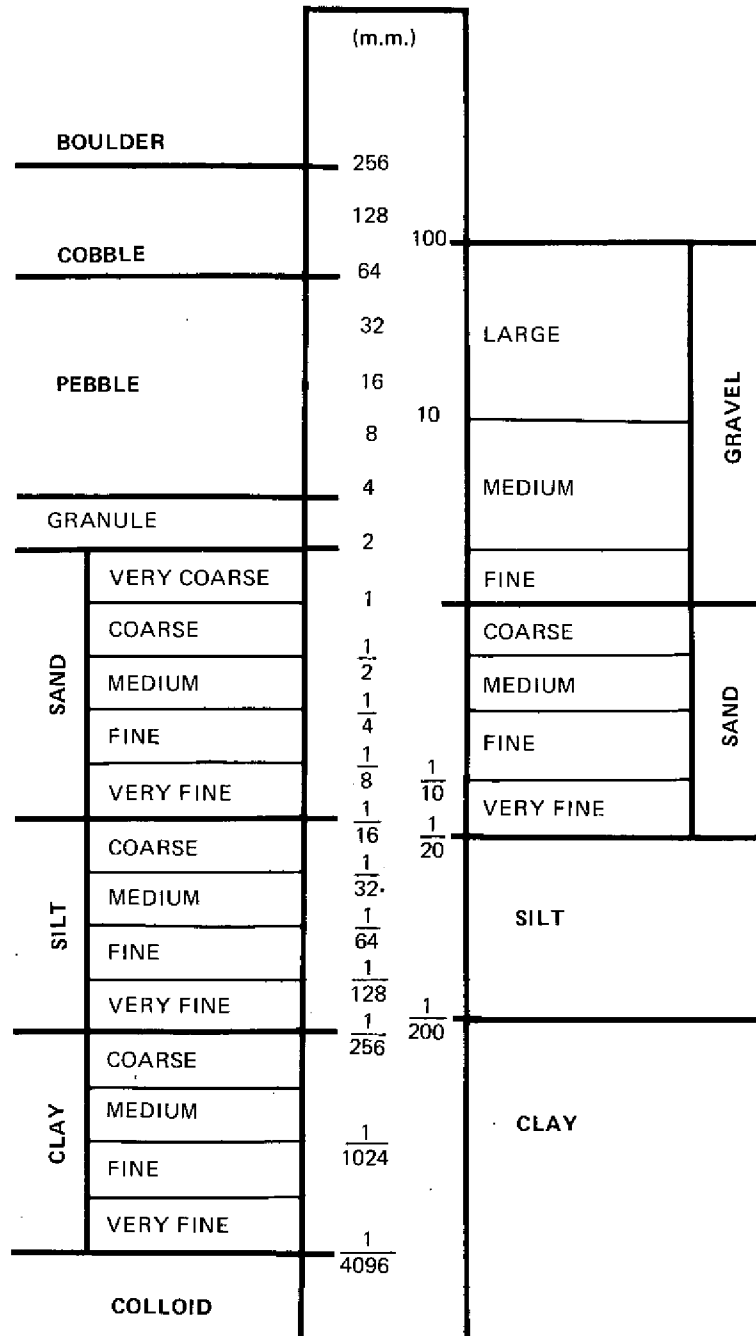 (m.m.)
BOULDER
256
128
100
COBBLE
64
32
LARGE
PEBBLE
16
GRAVEL
10
8
4
MEDIUM
GRANULE
2
VERY COARSE
FINE
1
COARSE
COARSE
1/2
SAND
MEDIUM
MEDIUM
SAND
1/4
FINE
FINE
1/8
1/10
VERY FINE
VERY FINE
1/16
1/20
COARSE
1/32.
MEDIUM
SILT
SILT
1/64
FINE
1/128
VERY FINE
1/200
1/256
COARSE
MEDIUM
CLAY
CLAY
1/1024
FINE
VERY FINE
1/4096
COLLOID